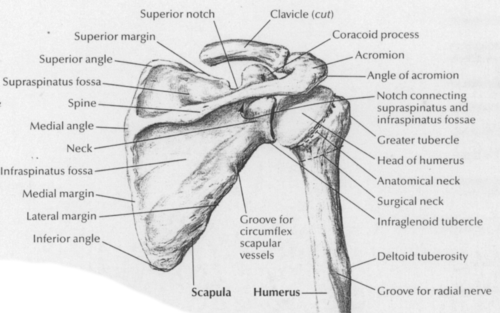 Superior notch
Clavicle (cut)
Superior margin
Coracoid process
Superior angle
Acromion
Supraspinatus fossa
Angle of acromion
Spine
Notch connecting
supraspinatus and
infraspinatus fossae
Medial angle
Greater tubercle
Neck
Head of humerus
Infraspinatus fossa
Anatomical neck
Medial margin
Surgical neck
Lateral margin
Groove for
circumflex
scapular
vessels
Infraglenoid tubercle
Inferior angle
Deltoid tuberosity
Scapula
Humerus
Groove for radial nerve